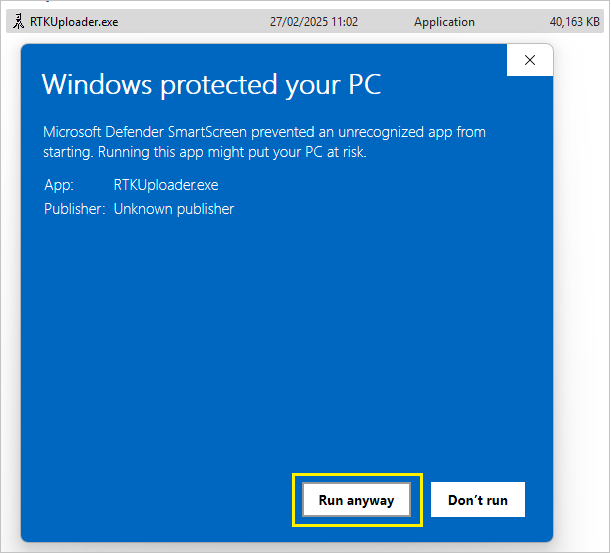 RTKUploader.exe 27/02/2025 11:02 Application 40,163 KB
Windows protected your PC
Microsoft Defender SmartScreen prevented an unrecognized app from
starting. Running this app might put your PC at risk.
App: RTKUploader.exe
Publisher: Unknown publisher
Run anyway Don’t run